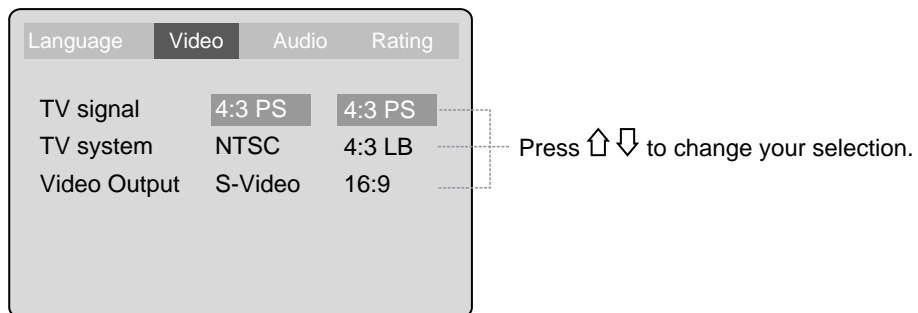 Language Video Audio Rating
TV signal 4:3 PS 4:3 PS
TV system NTSC 4:3 LB
Video Output S-Video 16:9
Press ⇧ ⇩ to change your selection.